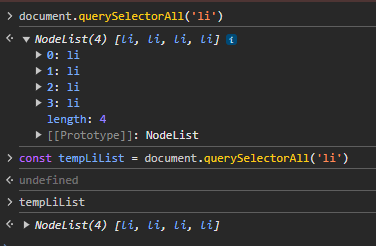 > document.querySelectorAll('li')
<· ▼ NodeList(4) [li, li, li, li] i
▶ 0: li
▶ 1: li
▶ 2: li
▶ 3: li
length: 4
▶ [[Prototype]]: NodeList
> const tempLiList = document.querySelectorAll('li')
<· undefined
> tempLiList
<· ▶ NodeList(4) [li, li, li, li]